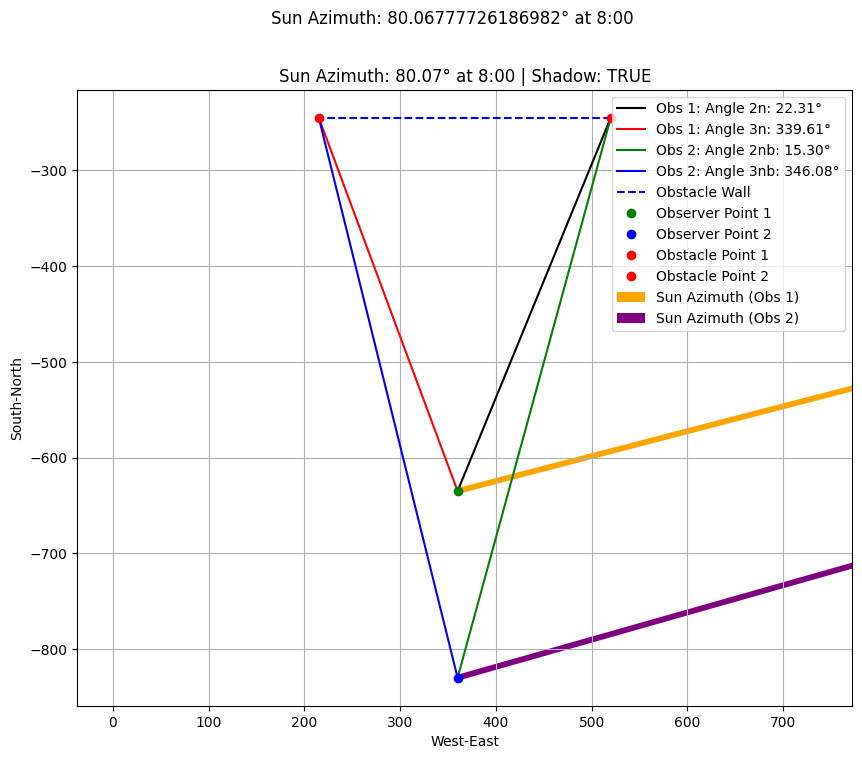 Sun Azimuth: 80.06777726186982° at 8:00
Sun Azimuth: 80.07° at 8:00 | Shadow: TRUE
Obs 1: Angle 2n: 22.31°
Obs 1: Angle 3n: 339.61°
Obs 2: Angle 2nb: 15.30°
Obs 2: Angle 3nb: 346.08°
Obstacle Wall
Observer Point 1
Observer Point 2
Obstacle Point 1
Obstacle Point 2
Sun Azimuth (Obs 1)
Sun Azimuth (Obs 2)
South-North
−300
−400
−500
−600
−700
−800
0
100
200
300
400
500
600
700
West-East